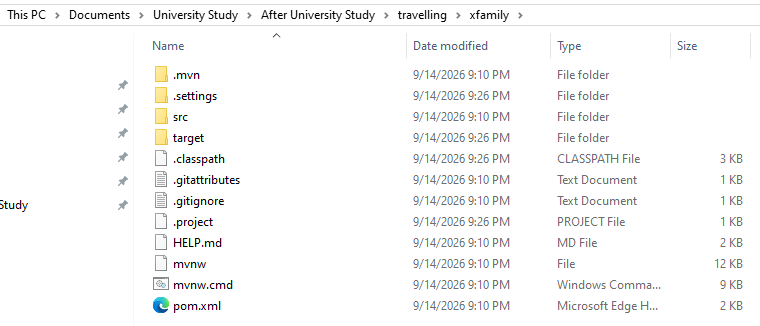 This PC > Documents > University Study > After University Study > travelling > xfamily >
Name Date modified Type Size
.mvn 9/14/2026 9:10 PM File folder
.settings 9/14/2026 9:26 PM File folder
src 9/14/2026 9:10 PM File folder
target 9/14/2026 9:10 PM File folder
.classpath 9/14/2026 9:26 PM CLASSPATH File 3 KB
.gitattributes 9/14/2026 9:10 PM Text Document 1 KB
Study
.gitignore 9/14/2026 9:10 PM Text Document 1 KB
.project 9/14/2026 9:26 PM PROJECT File 1 KB
HELP.md 9/14/2026 9:10 PM MD File 2 KB
mvnw 9/14/2026 9:10 PM File 12 KB
mvnw.cmd 9/14/2026 9:10 PM Windows Comma... 9 KB
pom.xml 9/14/2026 9:10 PM Microsoft Edge H... 2 KB